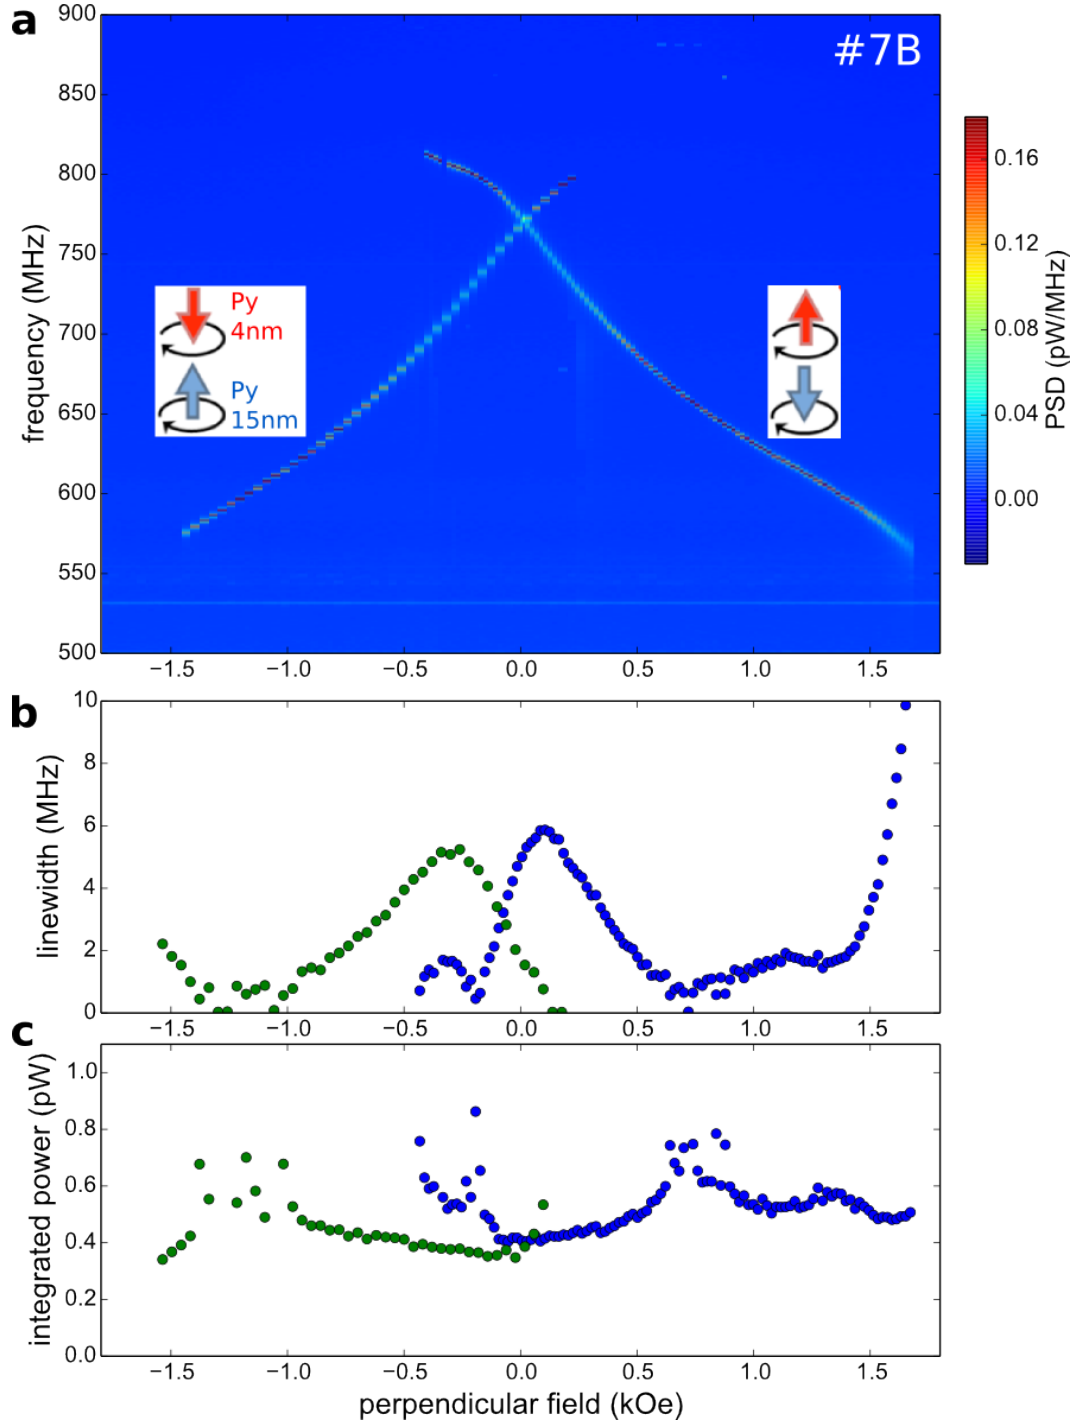 a
#7B
900
850
800
750
700
650
600
550
500
frequency (MHz)
Py
4nm
Py
15nm
0.16
0.12
0.08
0.04
0.00
PSD (pW/MHz)
−1.5 −1.0 −0.5 0.0 0.5 1.0 1.5
b
10
8
6
4
2
0
linewidth (MHz)
−1.5 −1.0 −0.5 0.0 0.5 1.0 1.5
c
1.0
0.8
0.6
0.4
0.2
0.0
integrated power (pW)
−1.5 −1.0 −0.5 0.0 0.5 1.0 1.5
perpendicular field (kOe)